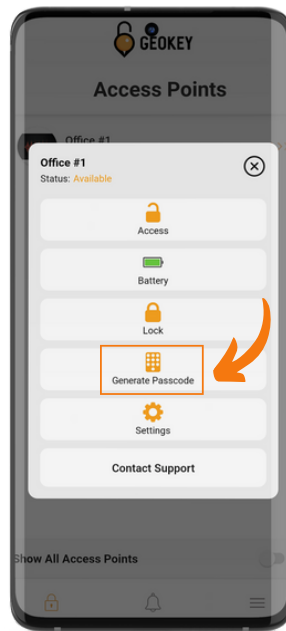 GEOKEY
Access Points
Office #1
Office #1
Status: Available
Access
Battery
Lock
Generate Passcode
Settings
Contact Support
Show All Access Points